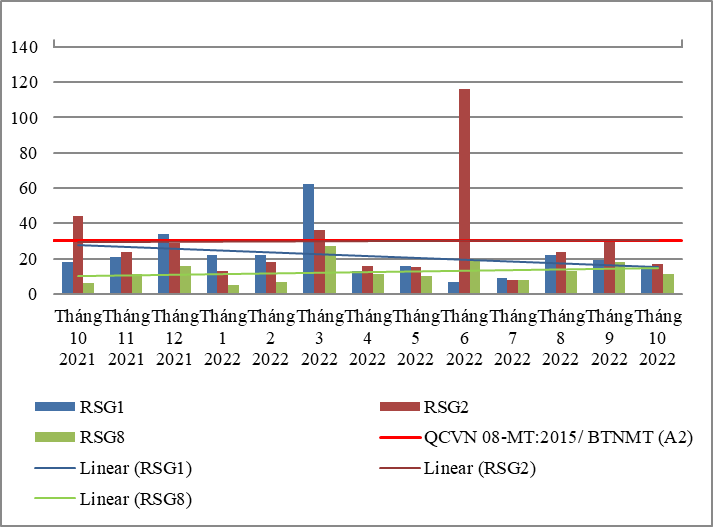 140
120
100
80
60
40
20
0
Tháng Tháng Tháng Tháng Tháng Tháng Tháng Tháng Tháng Tháng Tháng Tháng Tháng
10 11 12 1 2 3 4 5 6 7 8 9 10
2021 2021 2021 2022 2022 2022 2022 2022 2022 2022 2022 2022 2022
RSG1 RSG2
RSG8 QCVN 08-MT:2015/ BTNMT (A2)
Linear (RSG1) Linear (RSG2)
Linear (RSG8)